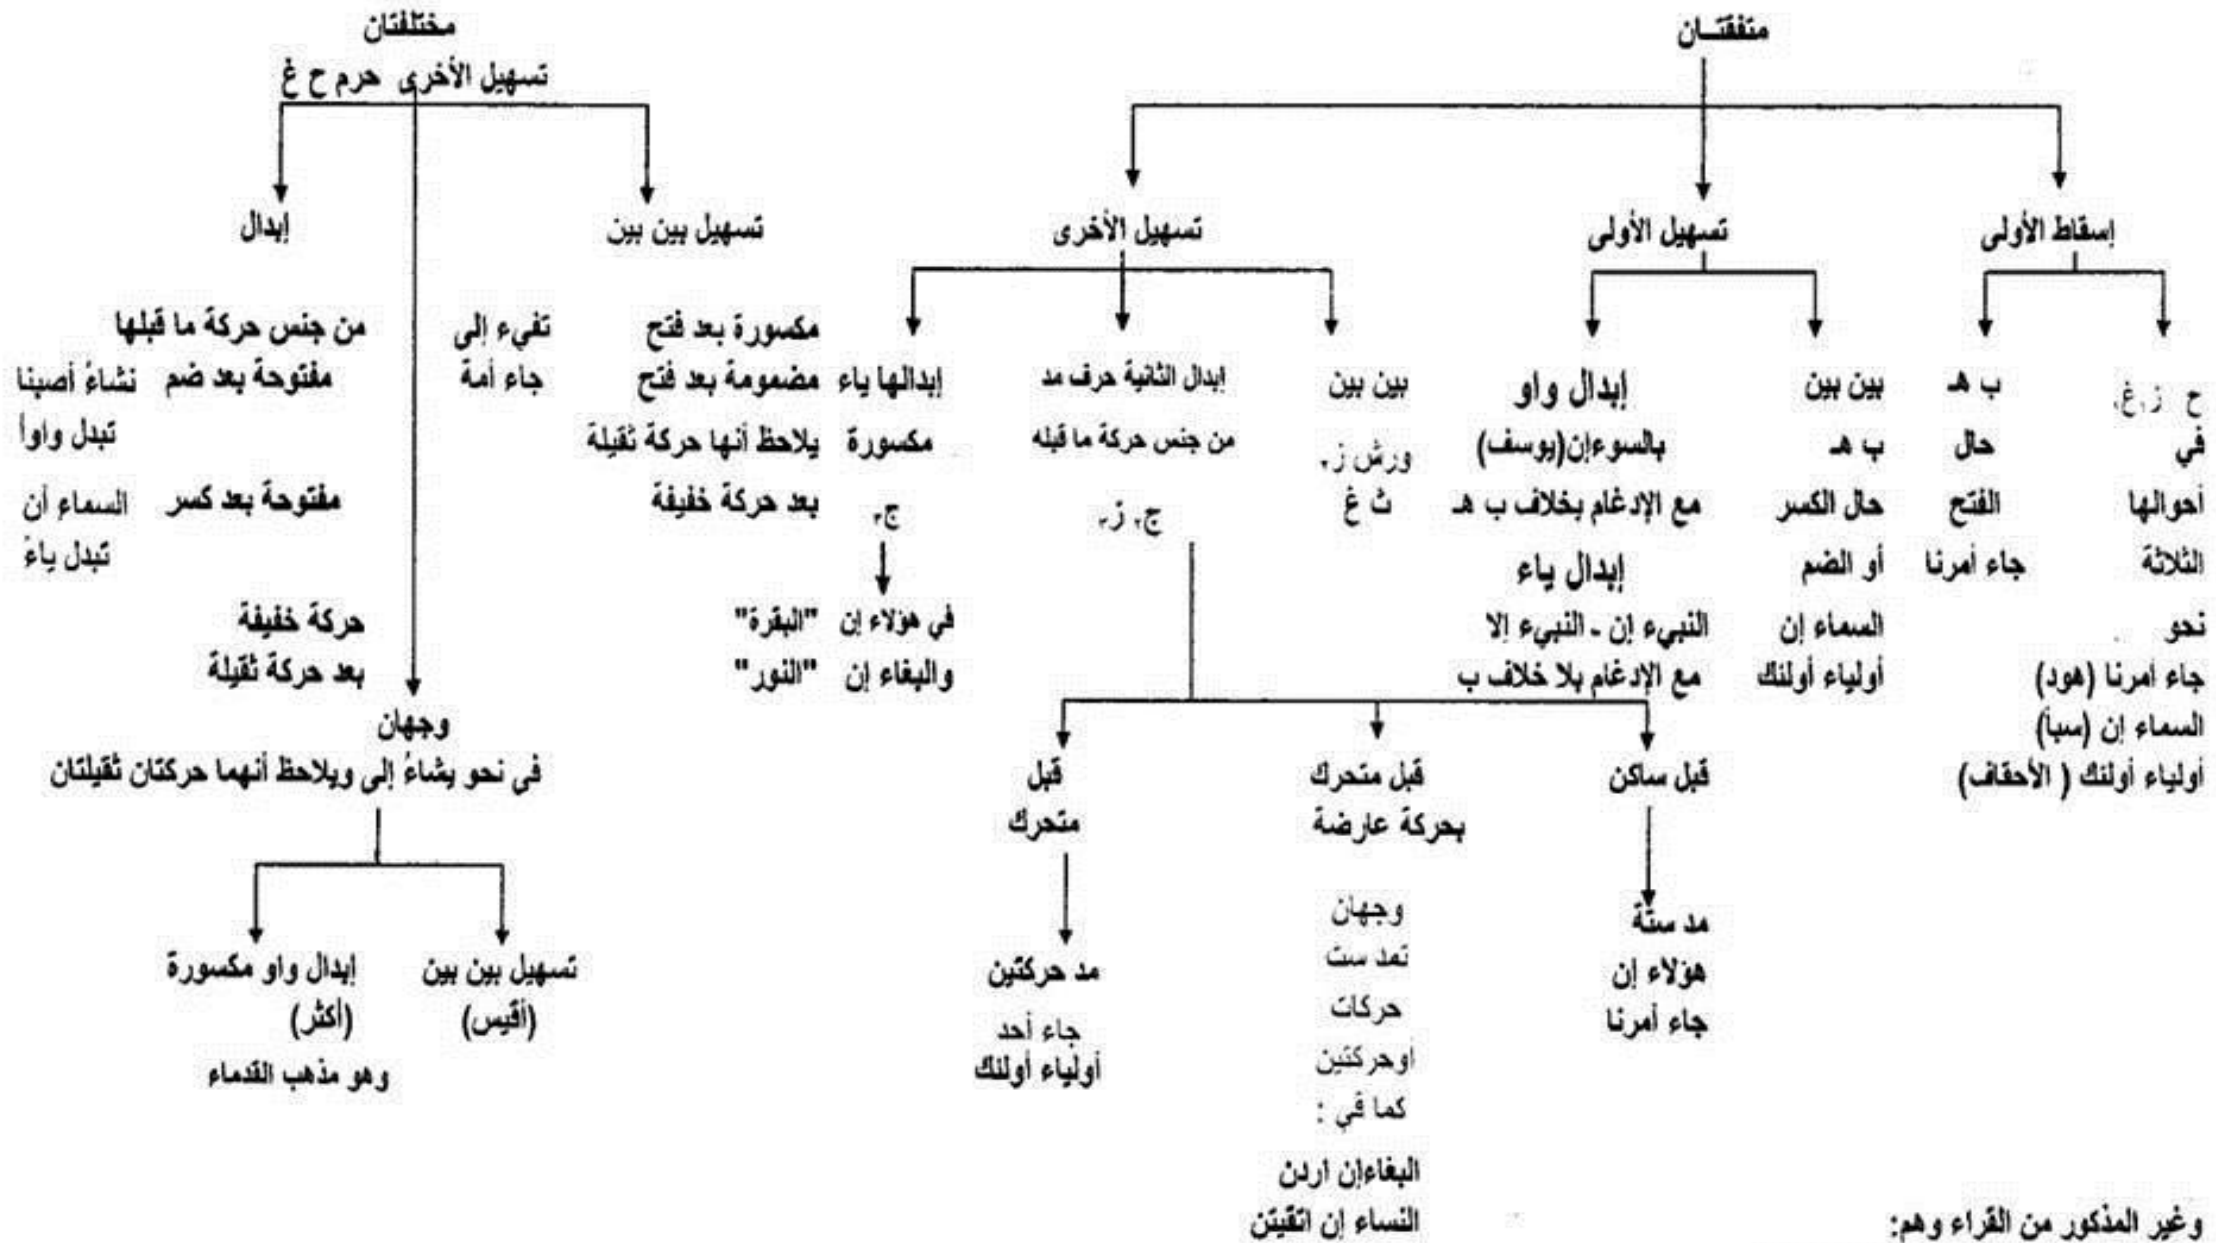 متفقتان
إسقاط الأولى
ح ز، غ،
في
أحوالها
الثلاثة
نحو
جاء أمرنا (هود)
السماء إن (سبأ)
أولياء أولئك ( الأحقاف)
ب هـ
حال
الفتح
جاء أمرنا
تسهيل الأولى
بين بين
ب هـ
حال الكسر
أو الضم
السماء إن
أولياء أولئك
إبدال واو
بالسوءإن(يوسف)
مع الإدغام بخلاف ب هـ
إبدال ياء
النبيء إن ـ النبيء إلا
مع الإدغام بلا خلاف ب
تسهيل الأخرى
بين بين
ورش ز،
ث غ
إبدال الثانية حرف مد
من جنس حركة ما قبله
ج، ز،
قبل ساكن
مد ستة
هؤلاء إن
جاء أمرنا
قبل متحرك
بحركة عارضة
وجهان
تمد ست
حركات
أوحركتين
كما في :
البغاءإن اردن
النساء إن اتقيتن
قبل
متحرك
مد حركتين
جاء أحد
أولياء أولئك
إبدالها ياء
مكسورة
ج،
في هؤلاء إن "البقرة"
والبغاء إن "النور"
مختلفتان
تسهيل الأخرى حرم ح غ
تسهيل بين بين
مكسورة بعد فتح تفيء إلى
مضمومة بعد فتح جاء أمة
يلاحظ أنها حركة ثقيلة
بعد حركة خفيفة
إبدال
من جنس حركة ما قبلها
مفتوحة بعد ضم نشاءُ أصبنا
تبدل واواً
مفتوحة بعد كسر السماءِ أن
تبدل ياءً
حركة خفيفة
بعد حركة ثقيلة
وجهان
في نحو يشاءُ إلى ويلاحظ أنهما حركتان ثقيلتان
تسهيل بين بين
(أقيس)
إبدال واو مكسورة
(أكثر)
وهو مذهب القدماء
وغير المذكور من القراء وهم: